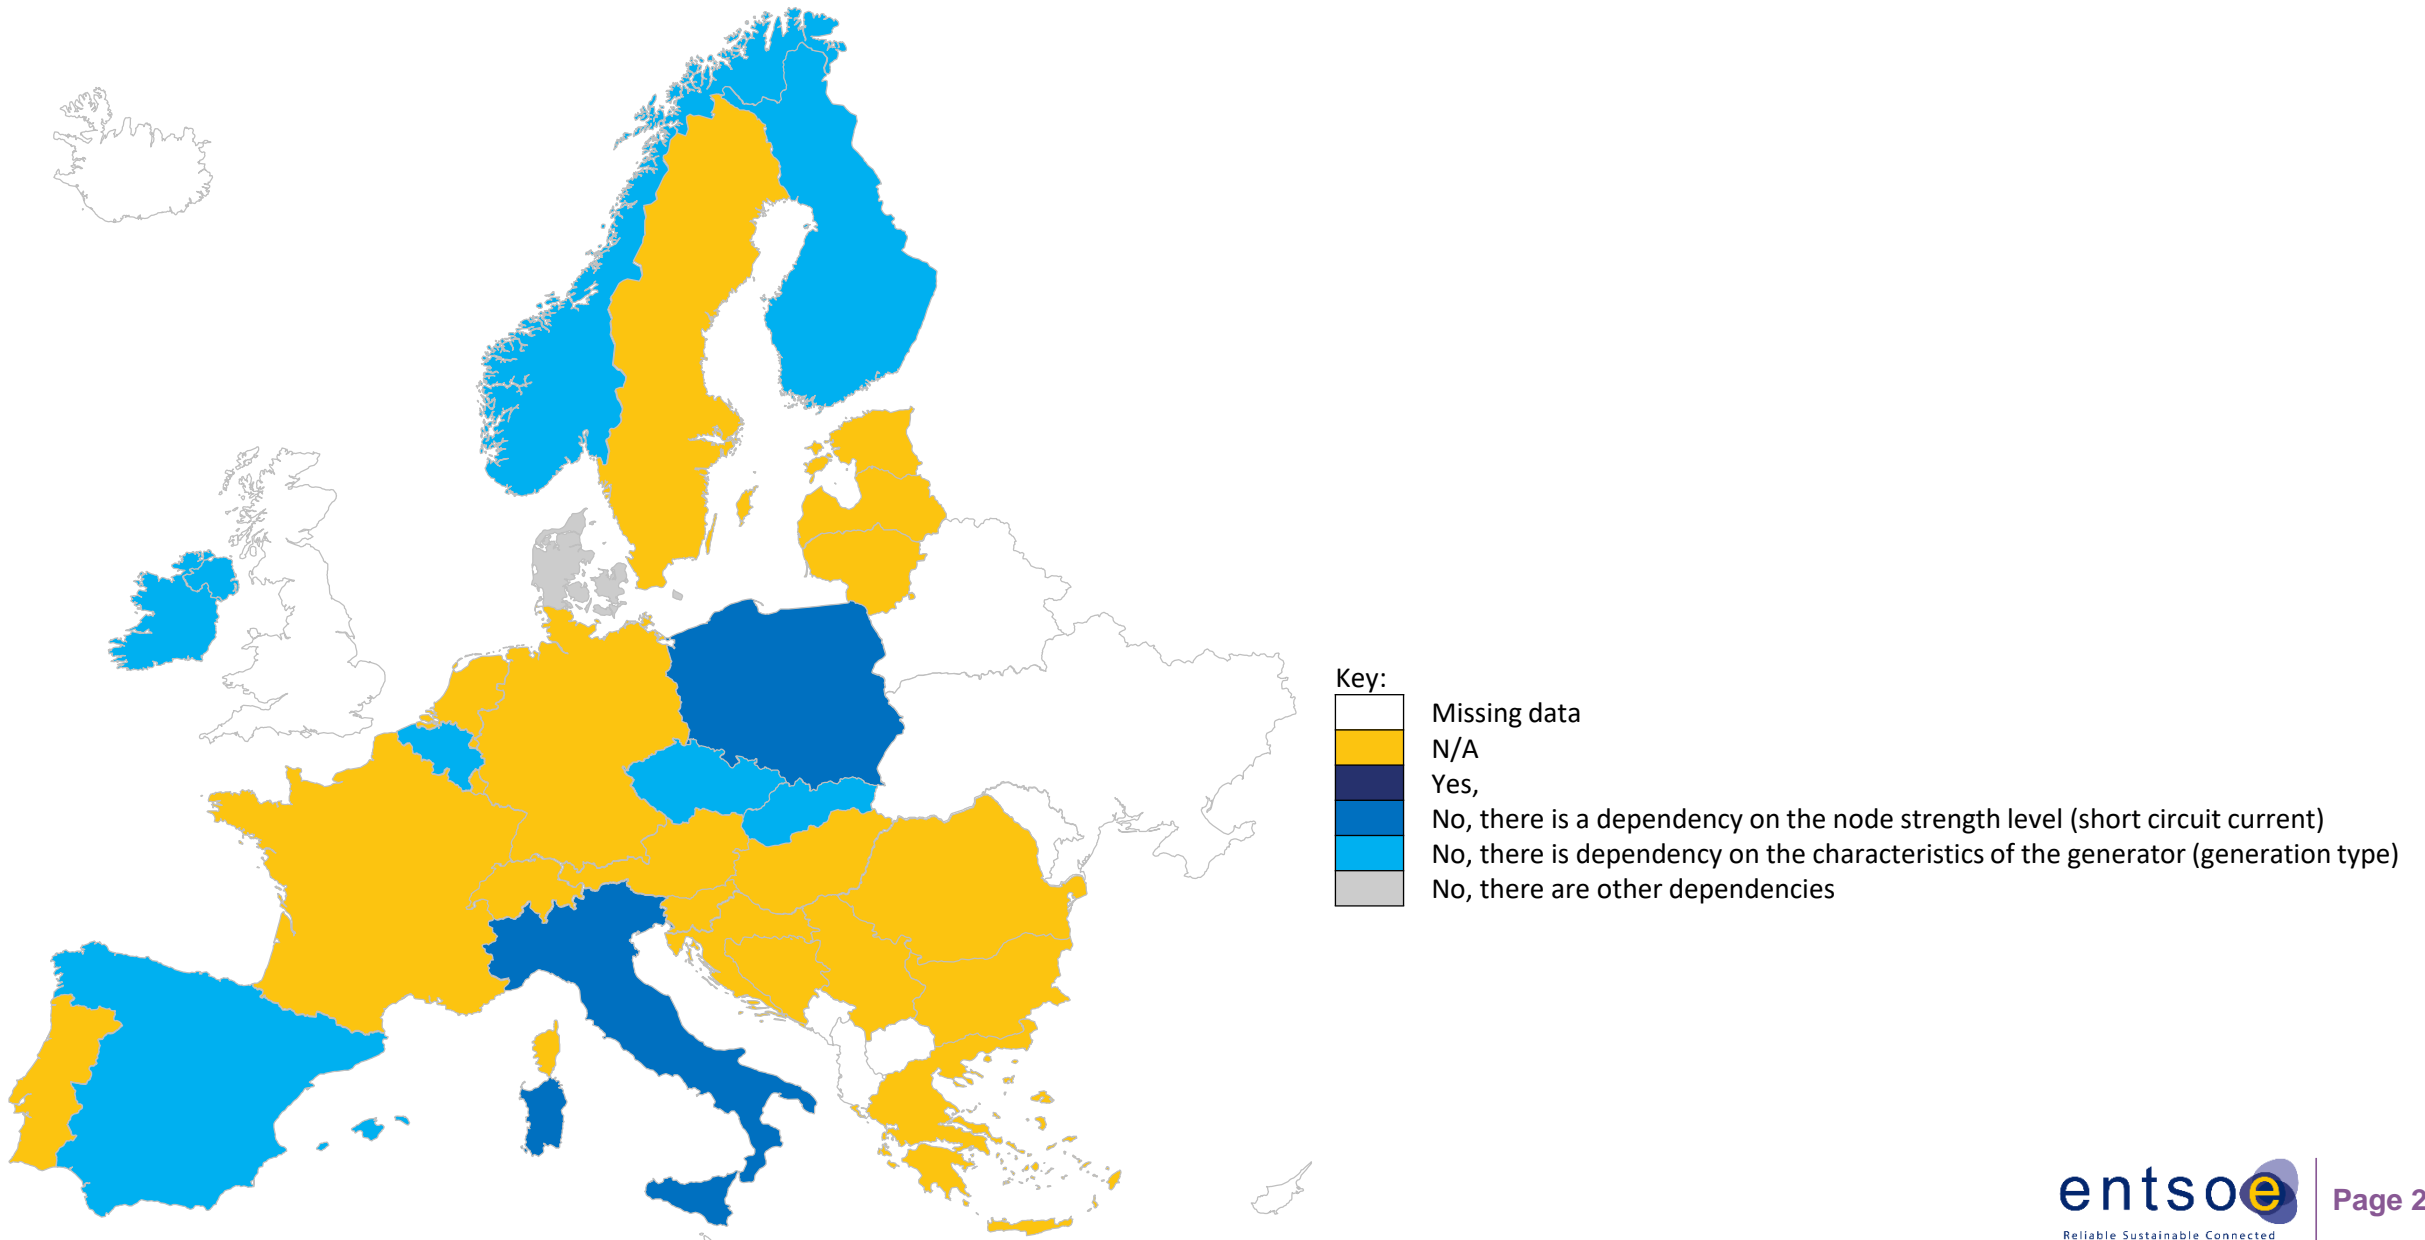 Key:
Missing data
N/A
Yes,
No, there is a dependency on the node strength level (short circuit current)
No, there is dependency on the characteristics of the generator (generation type)
No, there are other dependencies
entsoe
Reliable Sustainable Connected
Page 2